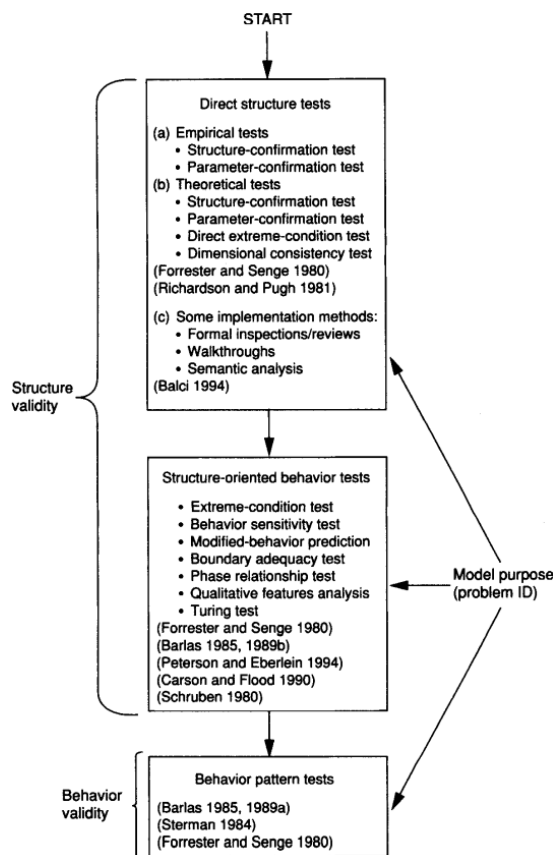 START
Direct structure tests
(a) Empirical tests
• Structure-confirmation test
• Parameter-confirmation test
(b) Theoretical tests
• Structure-confirmation test
• Parameter-confirmation test
• Direct extreme-condition test
• Dimensional consistency test
(Forrester and Senge 1980)
(Richardson and Pugh 1981)
(c) Some implementation methods:
• Formal inspections/reviews
• Walkthroughs
• Semantic analysis
(Balci 1994)
Structure
validity
Structure-oriented behavior tests
• Extreme-condition test
• Behavior sensitivity test
• Modified-behavior prediction
• Boundary adequacy test
• Phase relationship test
• Qualitative features analysis
• Turing test
(Forrester and Senge 1980)
(Barlas 1985, 1989b)
(Peterson and Eberlein 1994)
(Carson and Flood 1990)
(Schruben 1980)
Model purpose
(problem ID)
Behavior
validity
Behavior pattern tests
(Barlas 1985, 1989a)
(Sterman 1984)
(Forrester and Senge 1980)